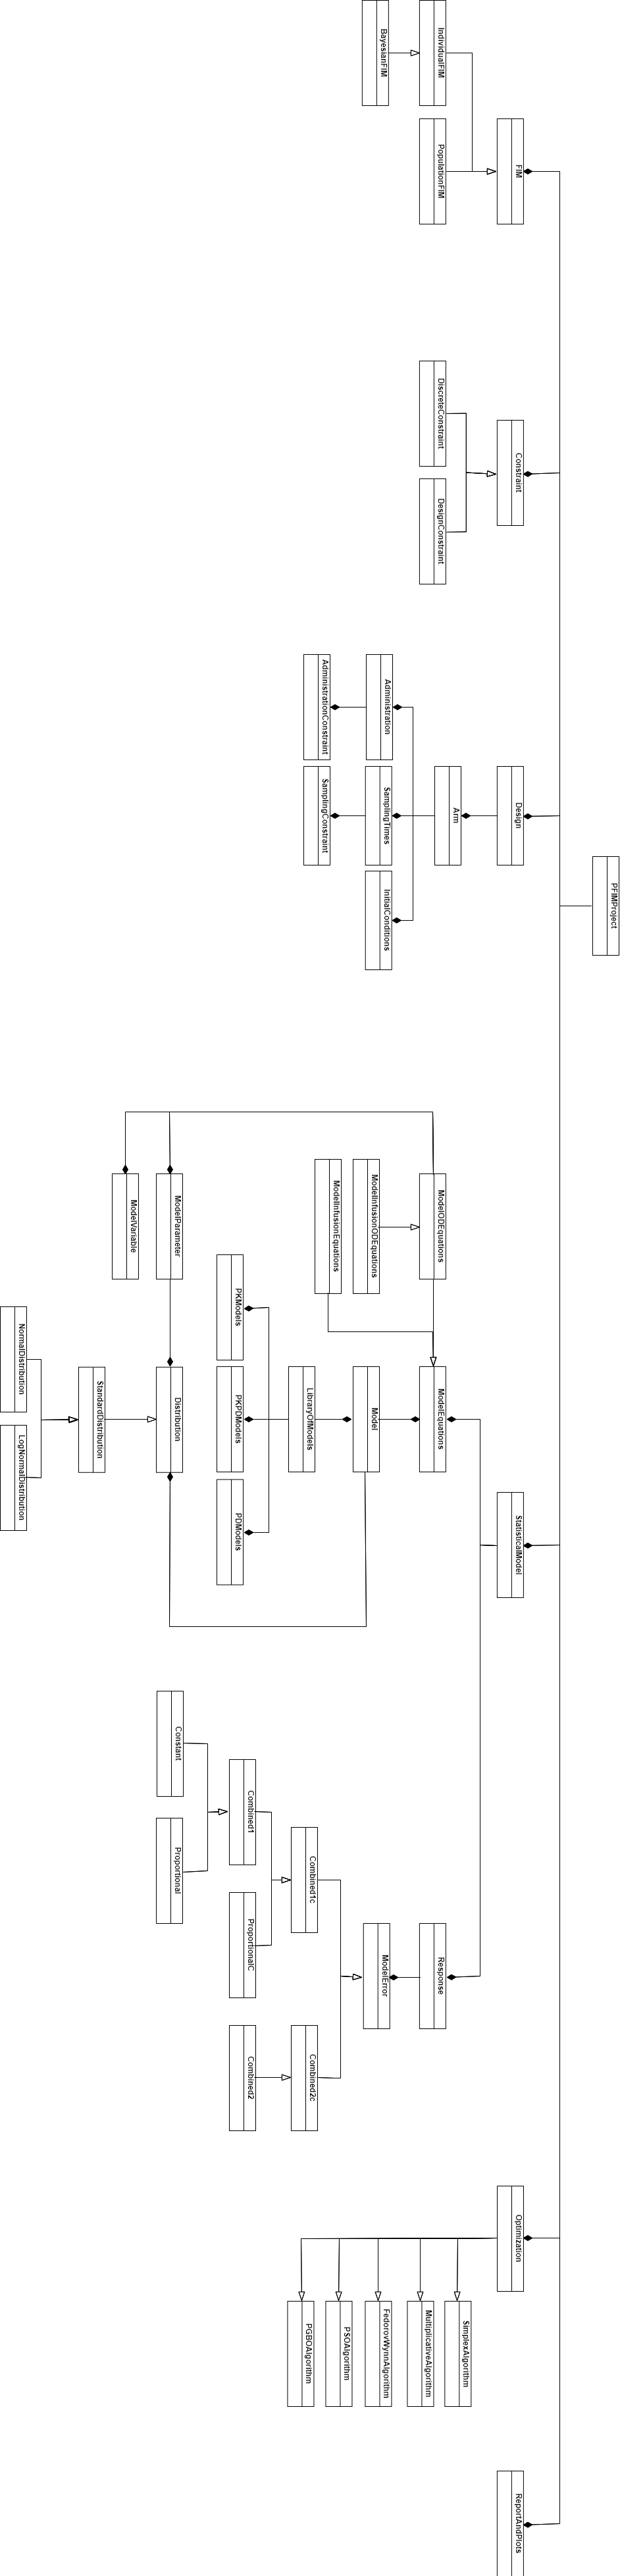 PFIMProject
FIM
Constraint
Design
StatisticalModel
Optimization
ReportAndPlots
IndividualFIM
PopulationFIM
BayesianFIM
DiscreteConstraint
DesignConstraint
Arm
Administration
SamplingTimes
InitialConditions
AdministrationConstraint
SamplingConstraint
ModelODEquations
ModelEquations
Response
ModelInfusionODEquations
ModelInfusionEquations
Model
ModelError
LibraryOfModels
Combined1c
Combined2c
PKModels
PKPDModels
PDModels
Combined1
ProportionalC
Combined2
ModelParameter
Distribution
Constant
Proportional
ModelVariable
StandardDistribution
NormalDistribution
LogNormalDistribution
SimplexAlgorithm
MultiplicativeAlgorithm
FedorovWynnAlgorithm
PSOAlgorithm
PGBOAlgorithm